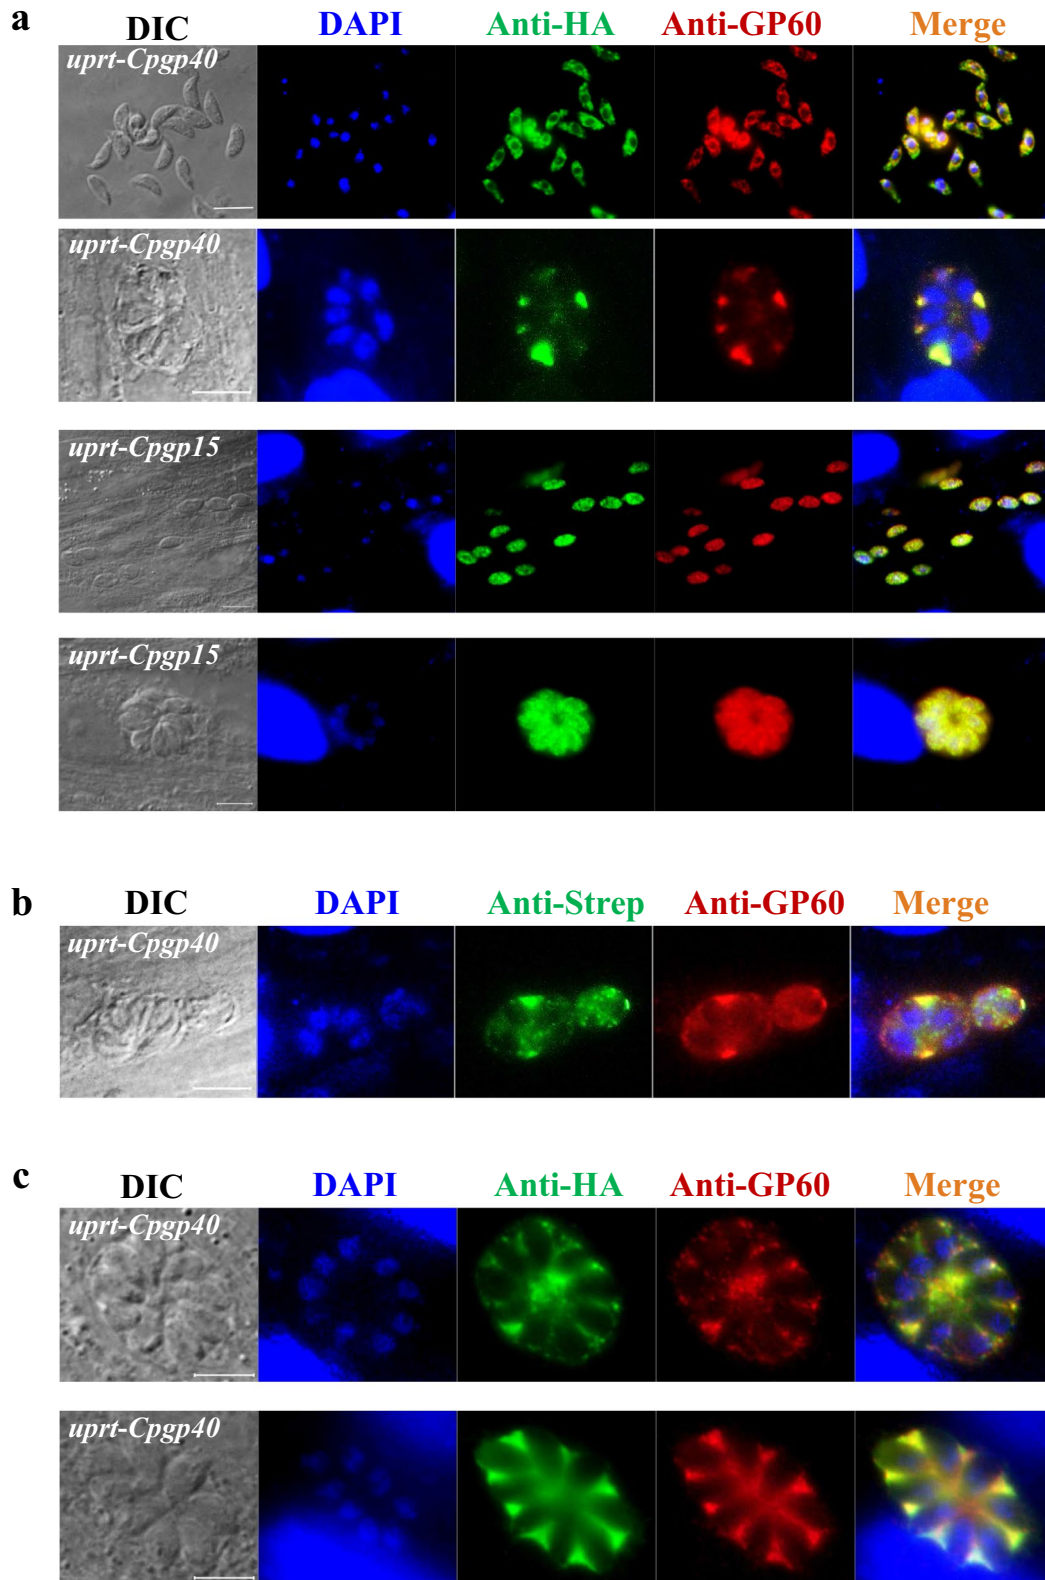 a
DIC DAPI Anti-HA Anti-GP60 Merge
uprt-Cpgp40
uprt-Cpgp40
uprt-Cpgp15
uprt-Cpgp15
b
DIC DAPI Anti-Strep Anti-GP60 Merge
uprt-Cpgp40
c
DIC DAPI Anti-HA Anti-GP60 Merge
uprt-Cpgp40
uprt-Cpgp40